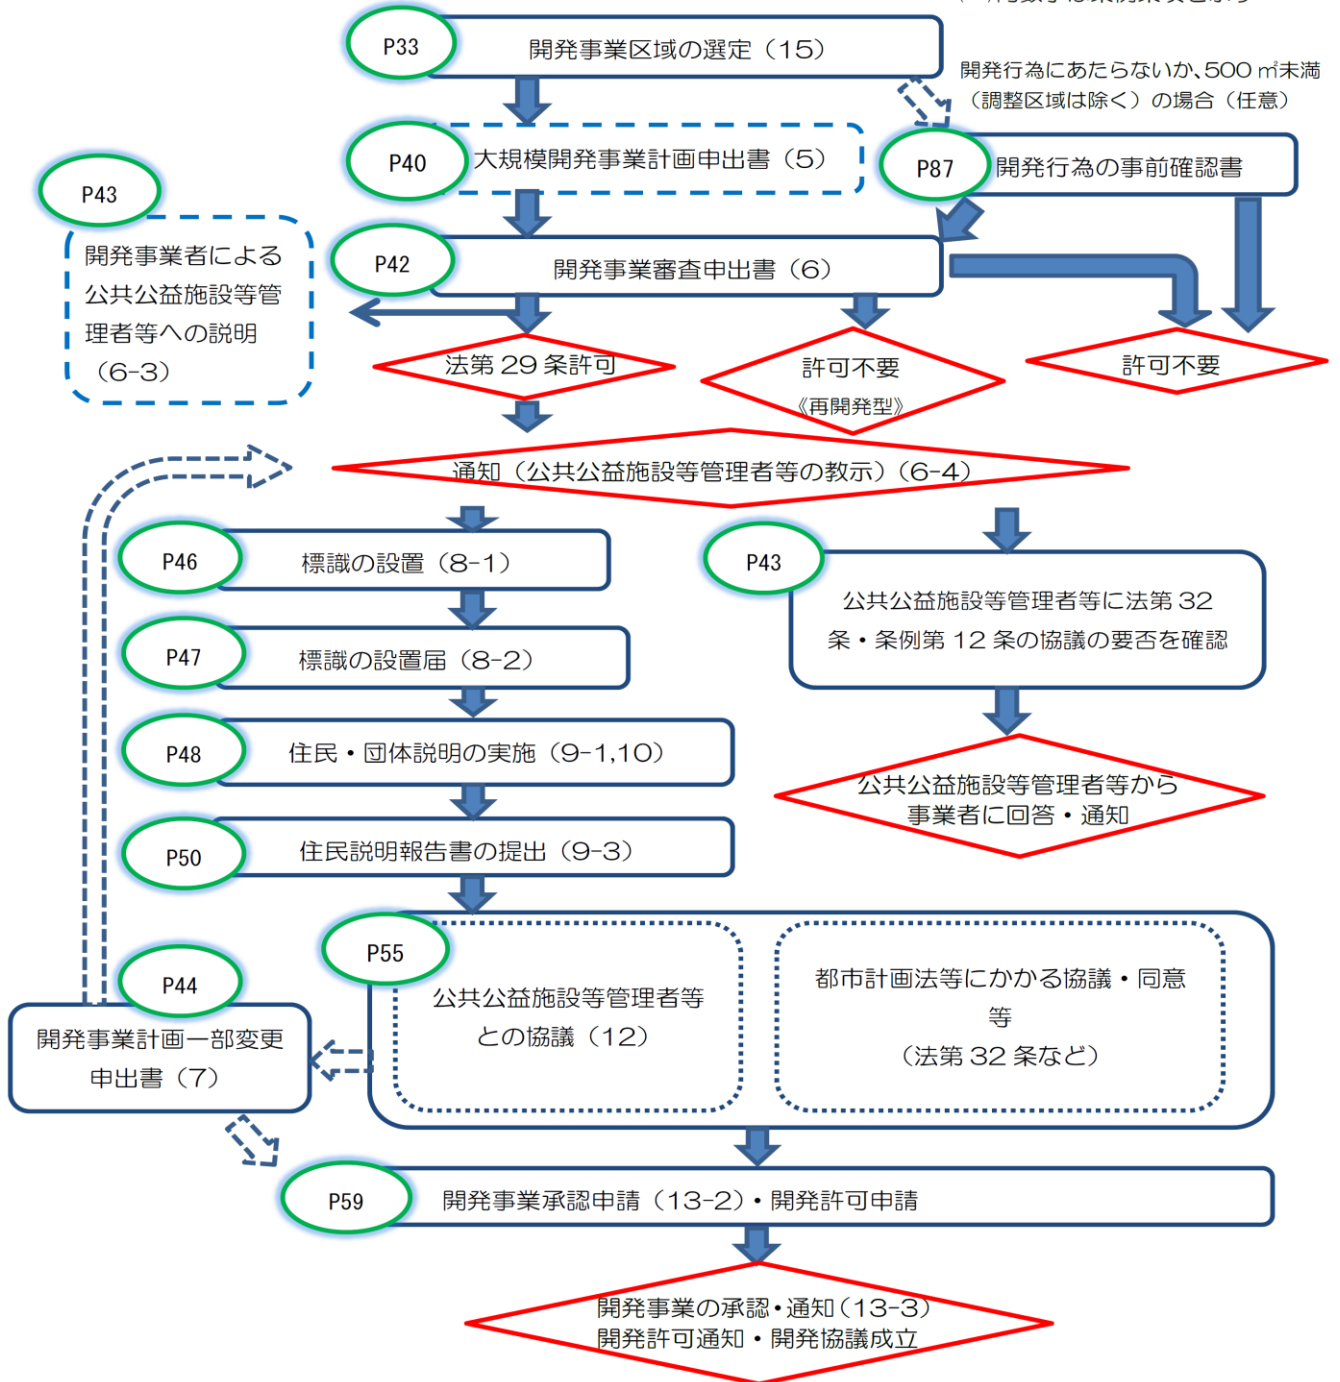 P33
開発事業区域の選定（15）
開発行為にあたらないか、500 ㎡未満
（調整区域は除く）の場合（任意）
P40
大規模開発事業計画申出書（5）
P87
開発行為の事前確認書
P43
開発事業者による
公共公益施設等管
理者等への説明
（6-3）
P42
開発事業審査申出書（6）
法第 29 条許可
許可不要
《再開発型》
許可不要
通知（公共公益施設等管理者等の教示）（6-4）
P46
標識の設置（8-1）
P43
公共公益施設等管理者等に法第 32
条・条例第 12 条の協議の要否を確認
P47
標識の設置届（8-2）
P48
住民・団体説明の実施（9-1,10）
公共公益施設等管理者等から
事業者に回答・通知
P50
住民説明報告書の提出（9-3）
P55
公共公益施設等管理者等
との協議（12）
都市計画法等にかかる協議・同意
等
（法第 32 条など）
P44
開発事業計画一部変更
申出書（7）
P59
開発事業承認申請（13-2）・開発許可申請
開発事業の承認・通知（13-3）
開発許可通知・開発協議成立